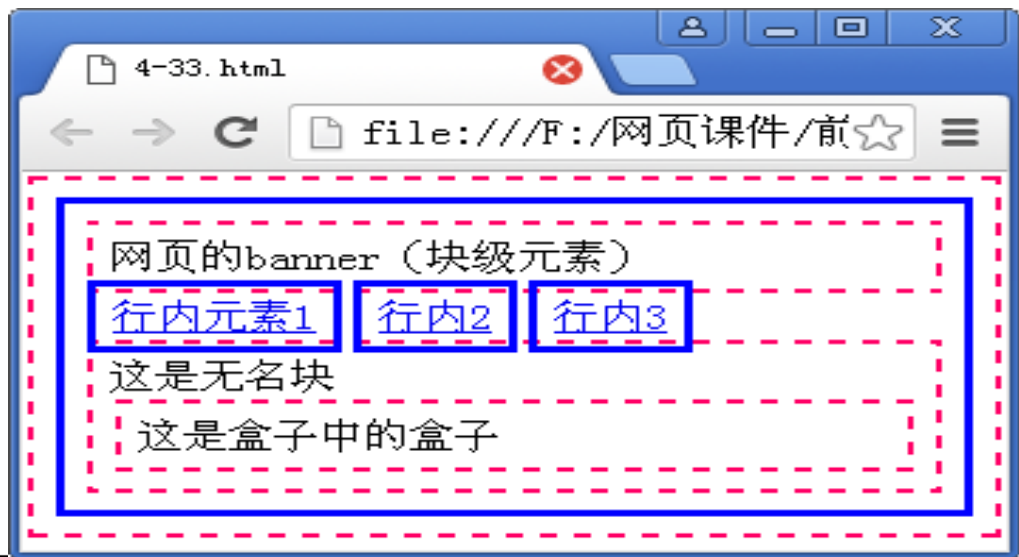 4-33.html
file:///F:/网页课件/前
网页的banner（块级元素）
行内元素1 行内2 行内3
这是无名块
这是盒子中的盒子